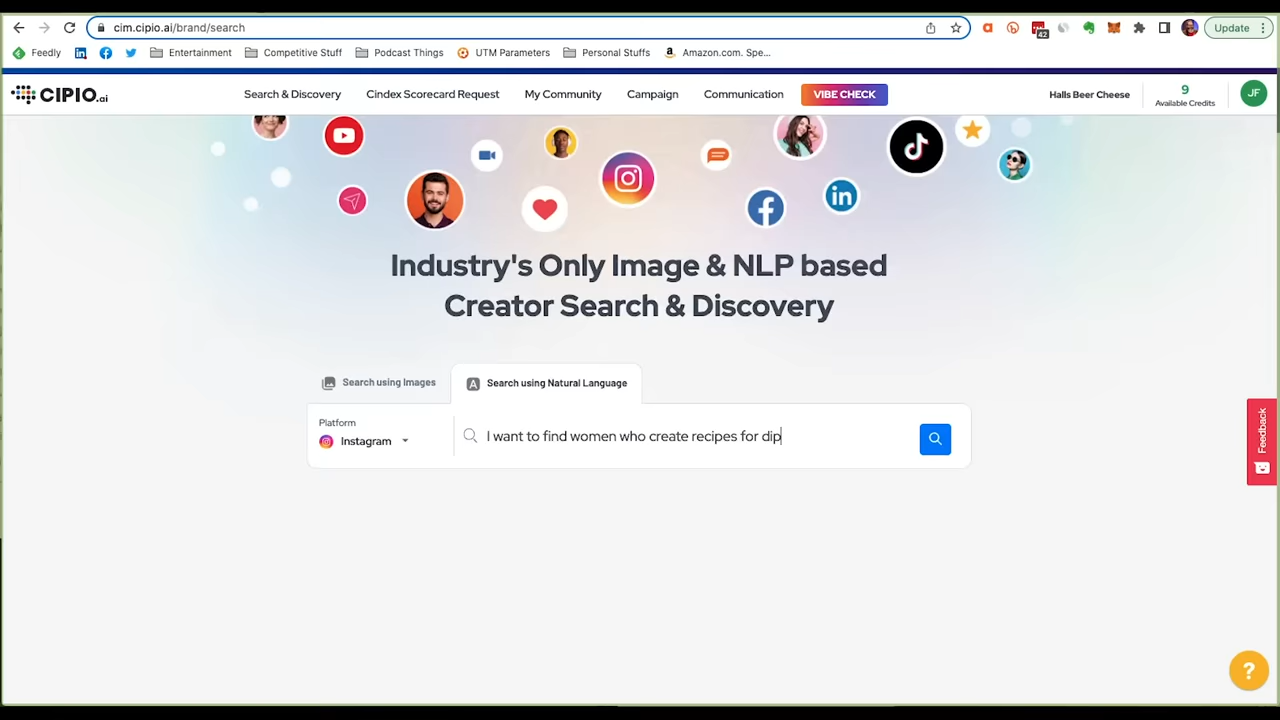 cim.cipio.ai/brand/search
42
Update
Feedly
Entertainment
Competitive Stuff
Podcast Things
UTM Parameters
Personal Stuffs
Amazon.com. Spe...
CIPIO.ai
Search & Discovery
Cindex Scorecard Request
My Community
Campaign
Communication
VIBE CHECK
Halls Beer Cheese
9
Available Credits
JF
Industry's Only Image & NLP based
Creator Search & Discovery
Search using Images
Search using Natural Language
Platform
Instagram
I want to find women who create recipes for dip
Feedback
?